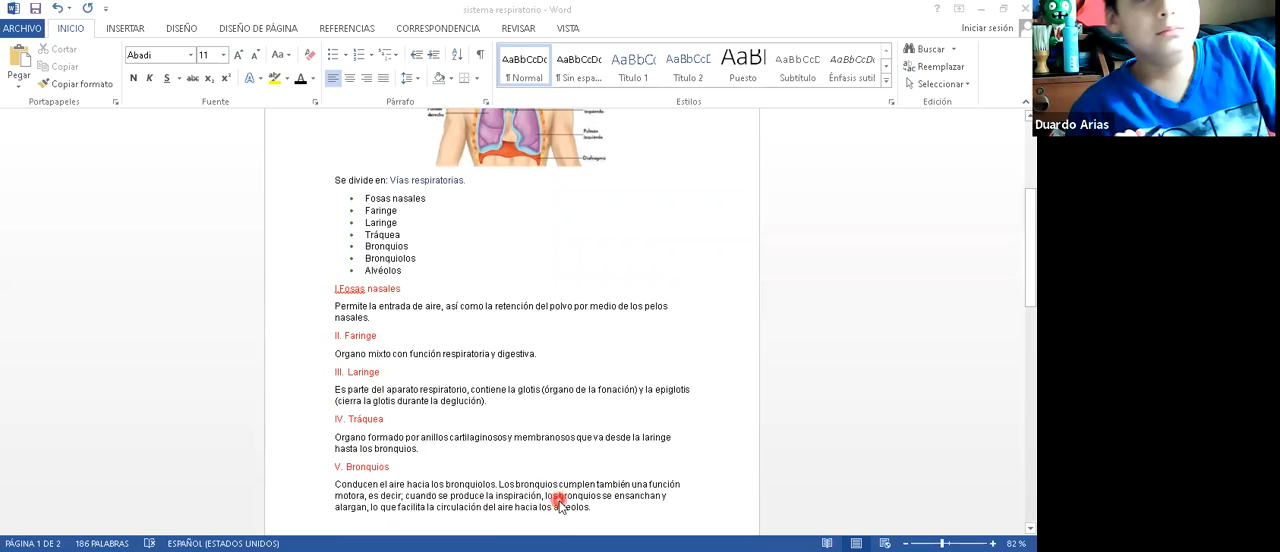 sistema respiratorio - Word
ARCHIVO INICIO INSERTAR DISEÑO DISEÑO DE PÁGINA REFERENCIAS CORRESPONDENCIA REVISAR VISTA Iniciar sesión
Pegar
Cortar
Copiar
Copiar formato
Portapapeles
Abadi 11
Fuente
Párrafo
AaBbCcDc AaBbCcDc AaBbCc AaBbCc AaBI AaBbCcD AaBbCcDc
¶ Normal ¶ Sin espa... Título 1 Título 2 Puesto Subtítulo Énfasis sutil
Estilos
Buscar
Reemplazar
Seleccionar
Edición
Duardo Arias
derecho
izquierdo
Pulmón
izquierdo
Diafragma
Se divide en: Vías respiratorias.
Fosas nasales
Faringe
Laringe
Tráquea
Bronquios
Bronquiolos
Alvéolos
I.Fosas nasales
Permite la entrada de aire, así como la retención del polvo por medio de los pelos
nasales.
II. Faringe
Organo mixto con función respiratoria y digestiva.
III. Laringe
Es parte del aparato respiratorio, contiene la glotis (órgano de la fonación) y la epiglotis
(cierra la glotis durante la deglución).
IV. Tráquea
Organo formado por anillos cartilaginosos y membranosos que va desde la laringe
hasta los bronquios.
V. Bronquios
Conducen el aire hacia los bronquiolos. Los bronquios cumplen también una función
motora, es decir; cuando se produce la inspiración, los bronquios se ensanchan y
alargan, lo que facilita la circulación del aire hacia los alveolos.
PÁGINA 1 DE 2 186 PALABRAS ESPAÑOL (ESTADOS UNIDOS) 82 %